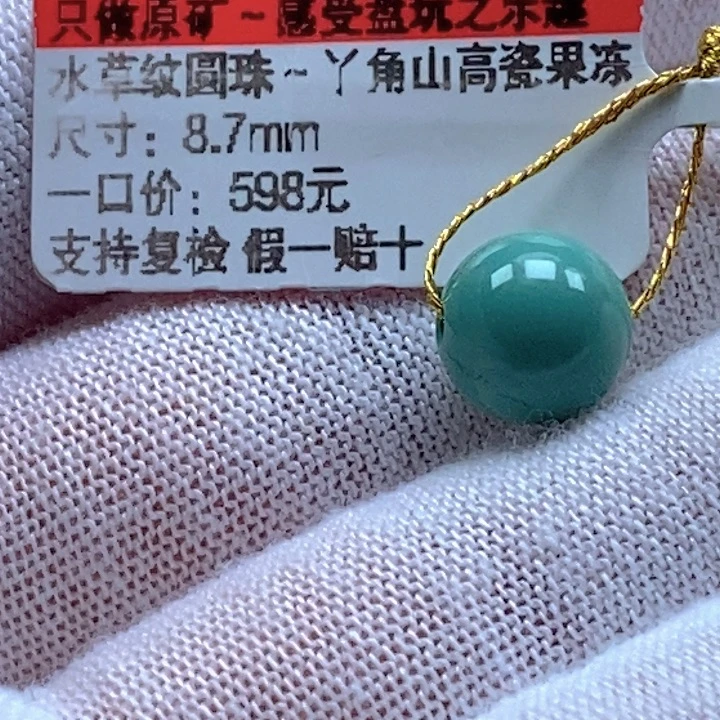 只做原矿~感受盘玩之乐趣
水草纹圆珠~丫角山高瓷果冻
尺寸：8.7mm
一口价：598元
支持复检 假一赔十